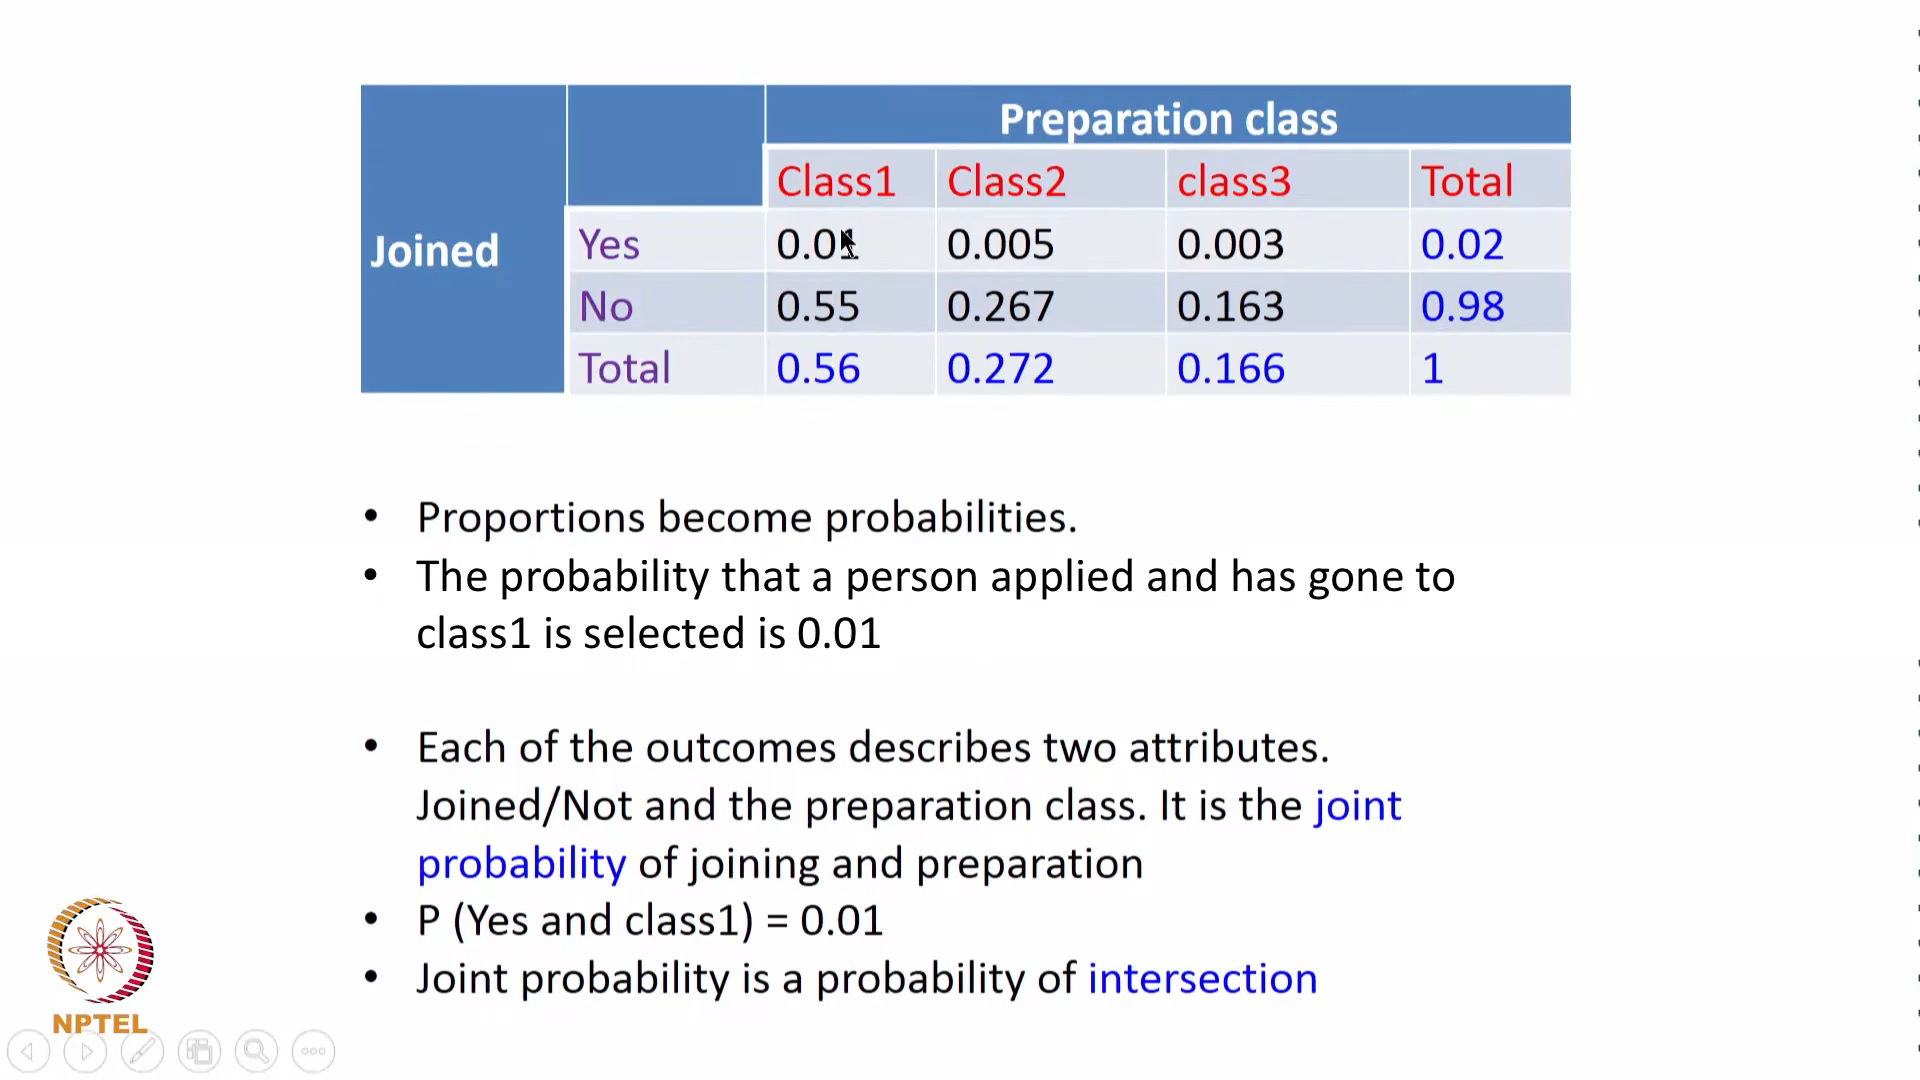 Preparation class
Class1 Class2 class3 Total
Joined
Yes 0.01 0.005 0.003 0.02
No 0.55 0.267 0.163 0.98
Total 0.56 0.272 0.166 1
• Proportions become probabilities.
• The probability that a person applied and has gone to
class1 is selected is 0.01
• Each of the outcomes describes two attributes.
Joined/Not and the preparation class. It is the joint
probability of joining and preparation
• P (Yes and class1) = 0.01
• Joint probability is a probability of intersection
NPTEL